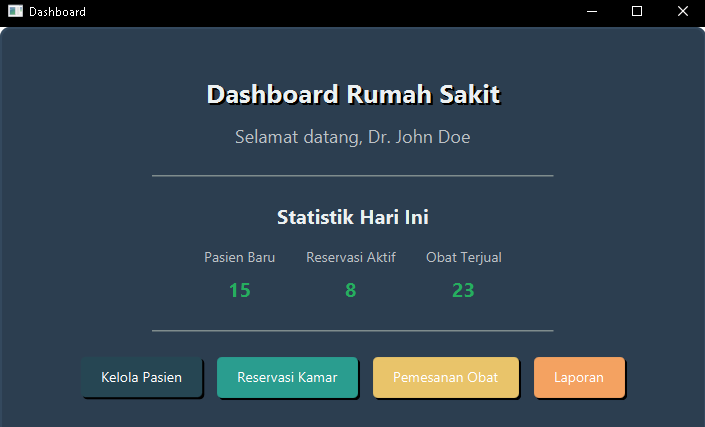 Dashboard
Dashboard Rumah Sakit
Selamat datang, Dr. John Doe
Statistik Hari Ini
Pasien Baru Reservasi Aktif Obat Terjual
15 8 23
Kelola Pasien Reservasi Kamar Pemesanan Obat Laporan